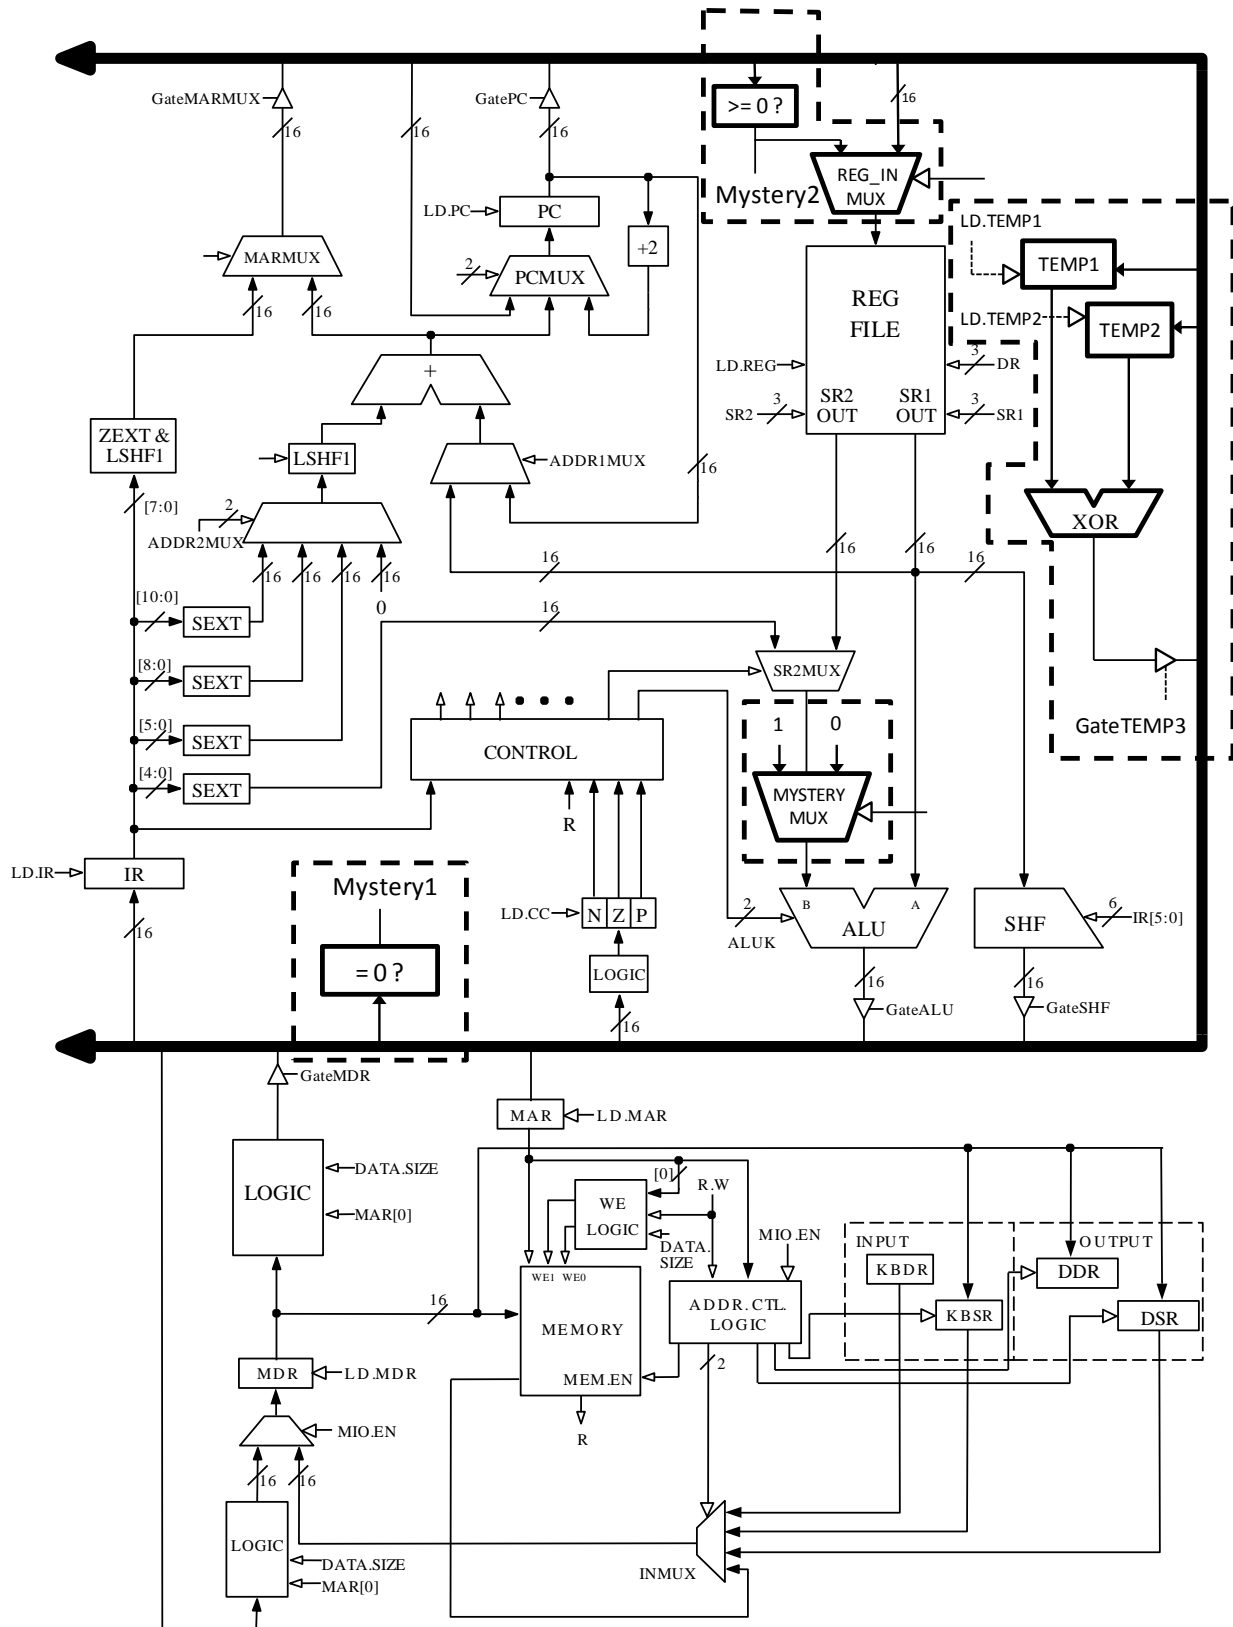 GateMARMUX
16
16
GatePC
16
>= 0 ?
16
Mystery2
REG_IN
MUX
LD.PC
PC
+2
MARMUX
2
PCMUX
16
16
LD.TEMP1
TEMP1
LD.TEMP2
TEMP2
REG
FILE
+
LD.REG
3
DR
SR2
3
SR2
OUT
SR1
OUT
3
SR1
ZEXT &
LSHF1
LSHF1
ADDR1MUX
16
[7:0]
2
ADDR2MUX
XOR
16
16
16
16
0
16
16
16
16
[10:0]
SEXT
16
[8:0]
SEXT
SR2MUX
[5:0]
SEXT
CONTROL
1
0
GateTEMP3
[4:0]
SEXT
MYSTERY
MUX
R
LD.IR
IR
Mystery1
LD.CC
N Z P
2
ALUK
B
A
ALU
SHF
6
IR[5:0]
16
= 0 ?
LOGIC
16
16
16
GateALU
GateSHF
GateMDR
MAR
LD.MAR
LOGIC
DATA.SIZE
MAR[0]
[0]
R.W
WE
LOGIC
DATA.
SIZE
MIO.EN
INPUT
KBDR
OUTPUT
DDR
WE1 WE0
16
MEMORY
ADDR.CTL.
LOGIC
KBSR
DSR
MDR
LD.MDR
MEM.EN
2
MIO.EN
R
16
16
LOGIC
DATA.SIZE
MAR[0]
INMUX